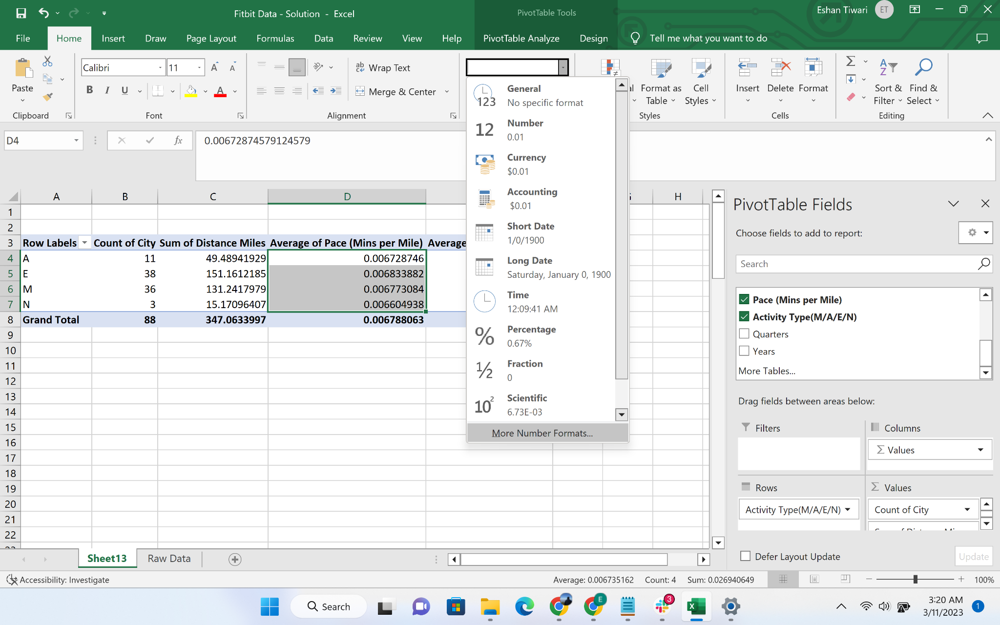 Fitbit Data - Solution - Excel
PivotTable Tools
Eshan Tiwari
ET
File
Home
Insert
Draw
Page Layout
Formulas
Data
Review
View
Help
PivotTable Analyze
Design
Tell me what you want to do
Paste
Clipboard
Calibri
11
A
A
B
I
U
A
Font
ab
Wrap Text
Merge & Center
Alignment
Format as
Table
Cell
Styles
Styles
Insert
Delete
Format
Cells
Sort &
Filter
Find &
Select
Editing
D4
fx
0.00672874579124579
123
General
No specific format
12
Number
0.01
Currency
$0.01
Accounting
$0.01
Short Date
1/0/1900
Long Date
Saturday, January 0, 1900
Time
12:09:41 AM
%
Percentage
0.67%
½
Fraction
0
10²
Scientific
6.73E-03
More Number Formats...
A B C D H
1
2
3 Row Labels Count of City Sum of Distance Miles Average of Pace (Mins per Mile) Average
4 A 11 49.48941929 0.006728746
5 E 38 151.1612185 0.006833882
6 M 36 131.2417979 0.006773084
7 N 3 15.17096407 0.006604938
8 Grand Total 88 347.0633997 0.006788063
9
10
11
12
13
14
15
16
17
18
19
20
21
22
PivotTable Fields
Choose fields to add to report:
Search
Pace (Mins per Mile)
Activity Type(M/A/E/N)
Quarters
Years
More Tables...
Drag fields between areas below:
Filters
Columns
Σ Values
Rows
Σ Values
Activity Type(M/A/E/N)
Count of City
Defer Layout Update
Update
Sheet13
Raw Data
Accessibility: Investigate
Average: 0.006735162 Count: 4 Sum: 0.026940649
100%
Search
E
3
3:20 AM
3/11/2023
1